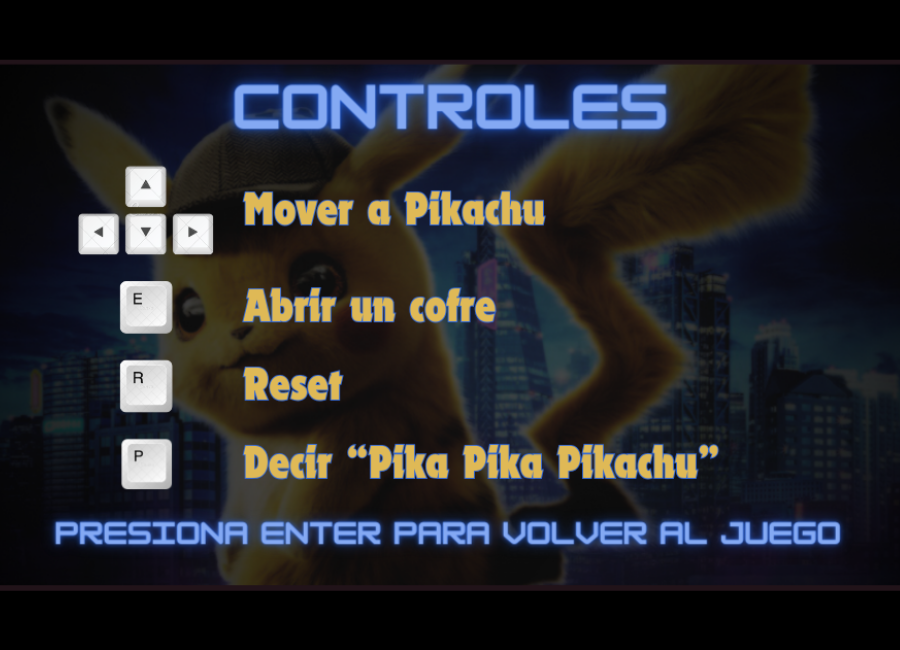 CONTROLES
▲
◄ ▼ ►
Mover a Pikachu
E
Abrir un cofre
R
Reset
P
Decir “Pika Pika Pikachu”
PRESIONA ENTER PARA VOLVER AL JUEGO